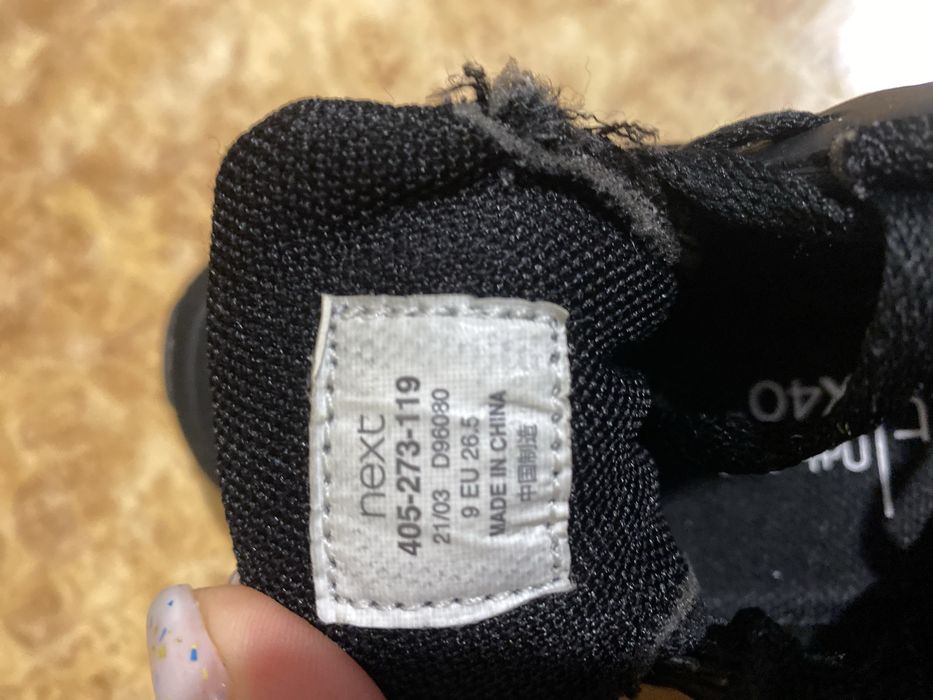 next
405-273-119
21/03 D96080
9 EU 26.5
MADE IN CHINA
中国制造